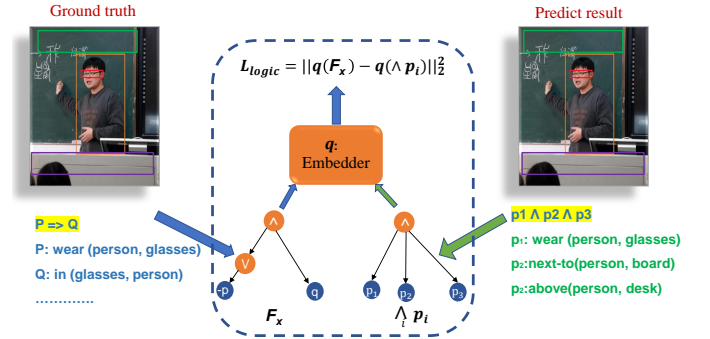 Ground truth
Predict result
L_logic = ||q(F_x) − q(∧ p_i)||_2^2
q:
Embedder
P => Q
P: wear (person, glasses)
Q: in (glasses, person)
………….
p1 Λ p2 Λ p3
p₁: wear (person, glasses)
p₂:next-to(person, board)
p₂:above(person, desk)
∧
∧
V
-p
q
p₁
p₂
p₃
F_x
∧_i p_i